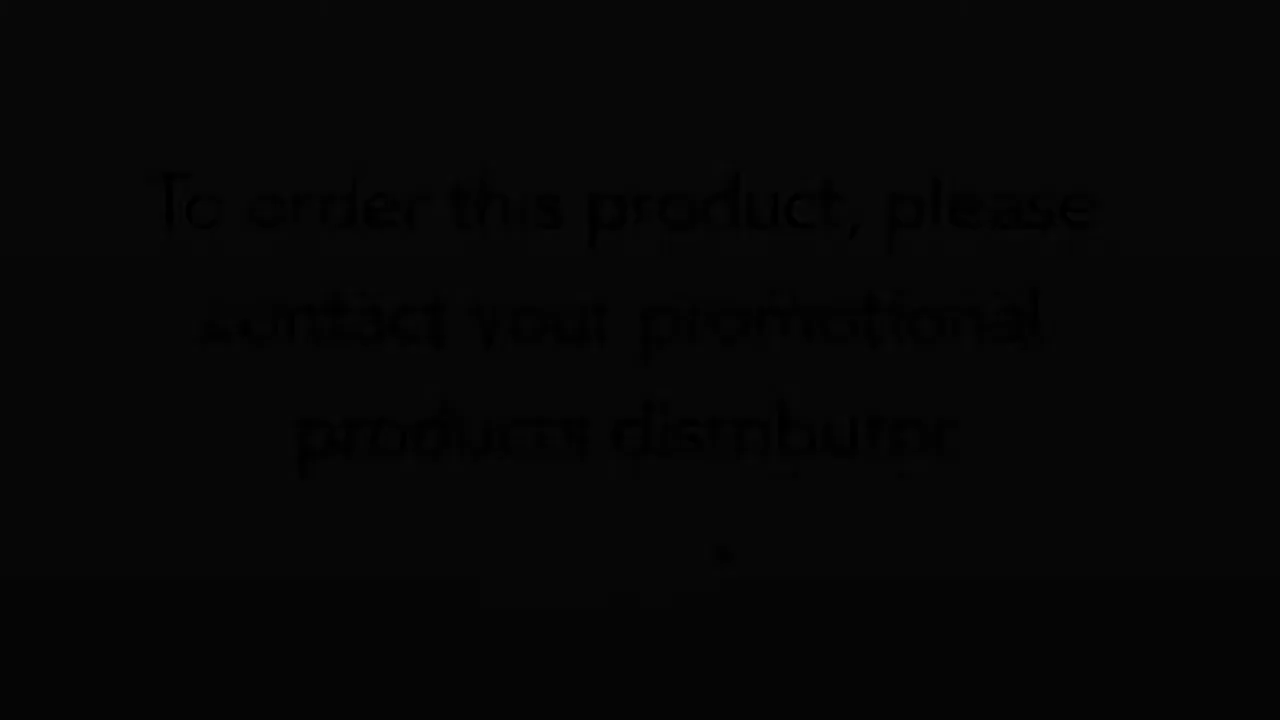 To order this product, please
contact your promotional
products distributor